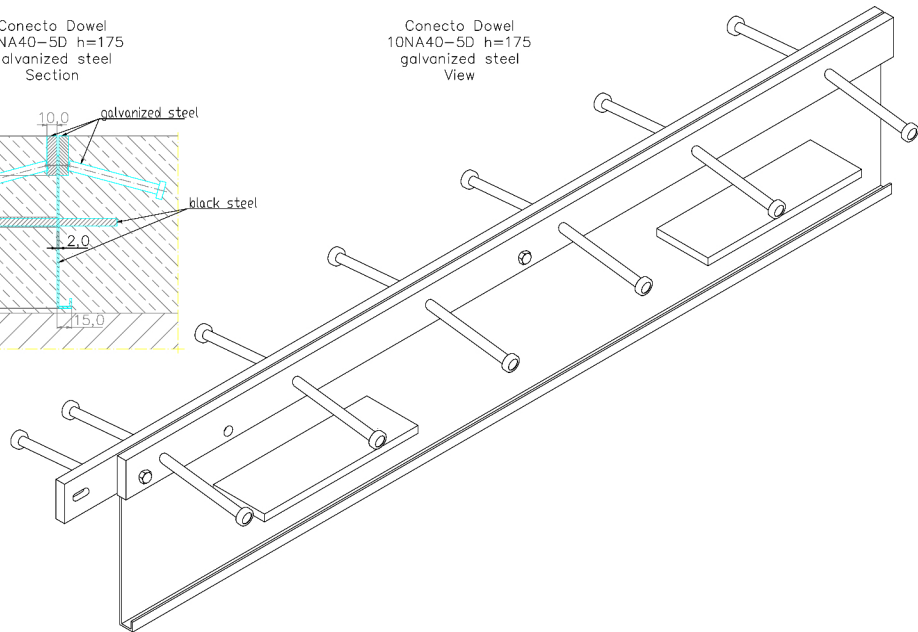 Conecto Dowel
NA40-5D h=175
alvanized steel
Section
Conecto Dowel
10NA40-5D h=175
galvanized steel
View
10,0
galvanized steel
black steel
2,0
15,0